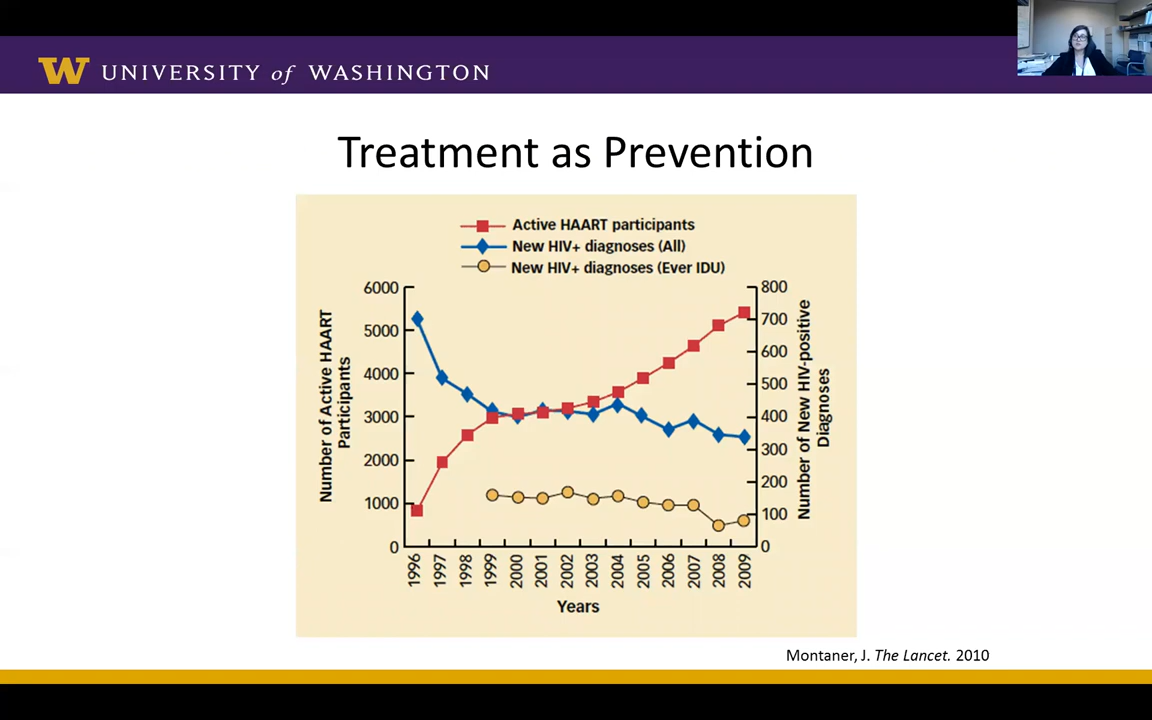 W UNIVERSITY of WASHINGTON
Treatment as Prevention
Active HAART participants
New HIV+ diagnoses (All)
New HIV+ diagnoses (Ever IDU)
Number of Active HAART
Participants
6000
5000
4000
3000
2000
1000
0
800
700
600
500
400
300
200
100
0
Number of New HIV-positive
Diagnoses
1996 1997 1998 1999 2000 2001 2002 2003 2004 2005 2006 2007 2008 2009
Years
Montaner, J. The Lancet. 2010